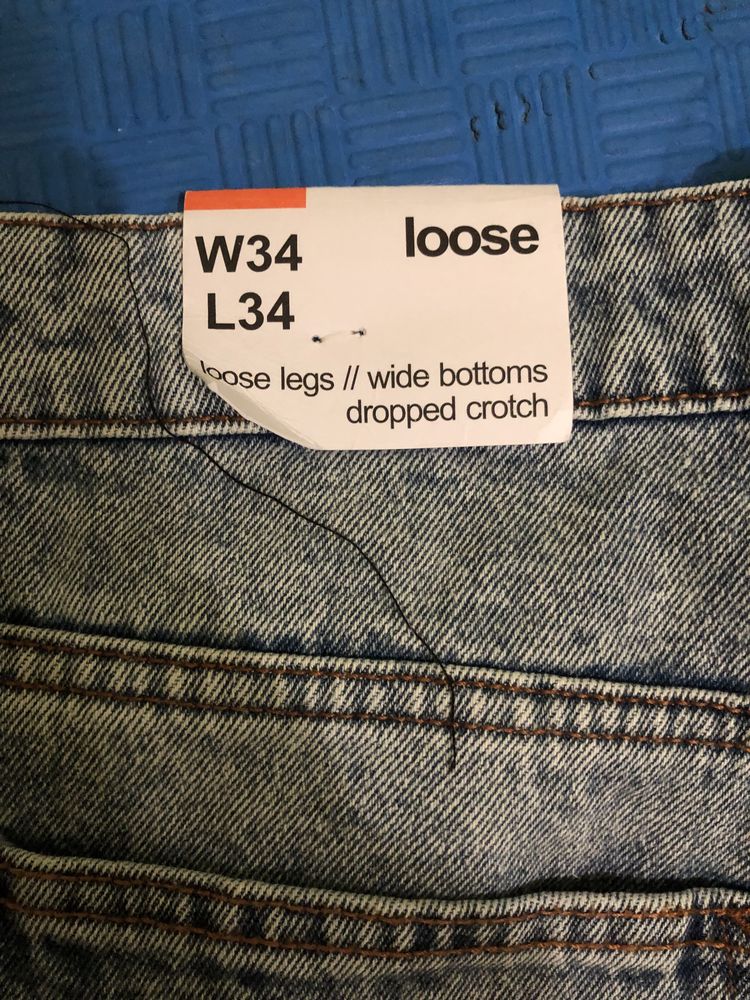 W34
L34
loose
loose legs // wide bottoms
dropped crotch